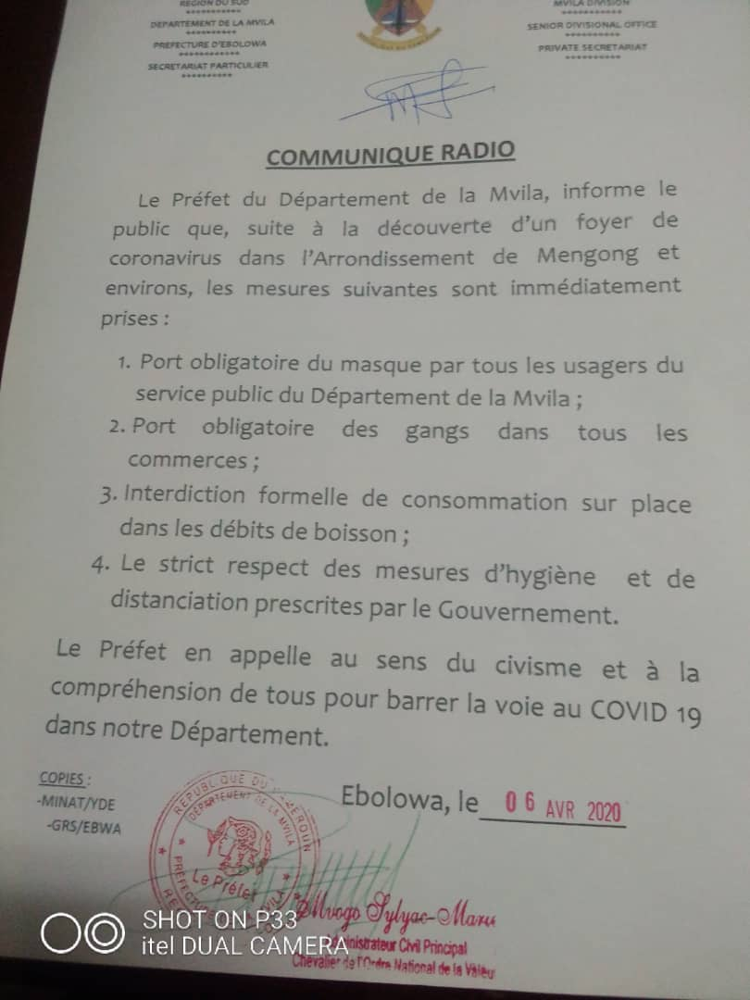 REGION DU SUD
DEPARTEMENT DE LA MVILA
PREFECTURE D'EBOLOWA
SECRETARIAT PARTICULIER
MVILA DIVISION
SENIOR DIVISIONAL OFFICE
PRIVATE SECRETARIAT
COMMUNIQUE RADIO
Le Préfet du Département de la Mvila, informe le
public que, suite à la découverte d'un foyer de
coronavirus dans l'Arrondissement de Mengong et
environs, les mesures suivantes sont immédiatement
prises :
1. Port obligatoire du masque par tous les usagers du
service public du Département de la Mvila ;
2. Port obligatoire des gangs dans tous les
commerces ;
3. Interdiction formelle de consommation sur place
dans les débits de boisson ;
4. Le strict respect des mesures d'hygiène et de
distanciation prescrites par le Gouvernement.
Le Préfet en appelle au sens du civisme et à la
compréhension de tous pour barrer la voie au COVID 19
dans notre Département.
COPIES :
-MINAT/YDE
-GRS/EBWA
Ebolowa, le 06 AVR 2020
REPUBLIQUE DU CAMEROUN
DEPARTEMENT DE LA MVILA
Le Préfet
Mvogo Sylyac-Marie
Administrateur Civil Principal
Chevalier de l'Ordre National de la Valeur
SHOT ON P33
itel DUAL CAMERA